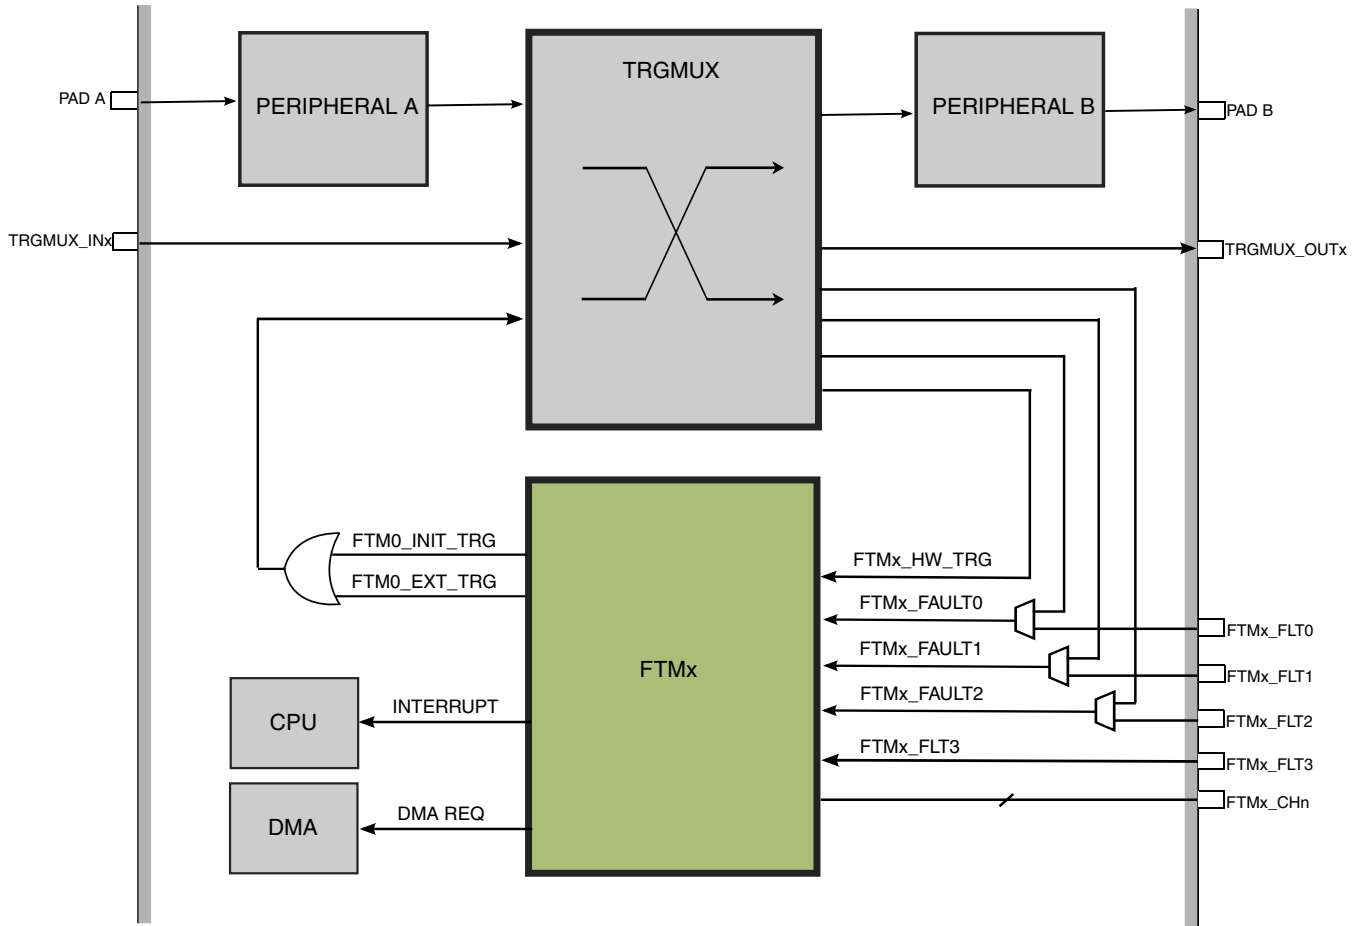 TRGMUX
PAD A
PERIPHERAL A
PERIPHERAL B
PAD B
TRGMUX_INx
TRGMUX_OUTx
FTM0_INIT_TRG
FTM0_EXT_TRG
FTMx_HW_TRG
FTMx_FAULT0
FTMx_FLT0
FTMx_FAULT1
FTMx_FLT1
FTMx
FTMx_FAULT2
FTMx_FLT2
CPU
INTERRUPT
FTMx_FLT3
FTMx_FLT3
FTMx_CHn
DMA
DMA REQ